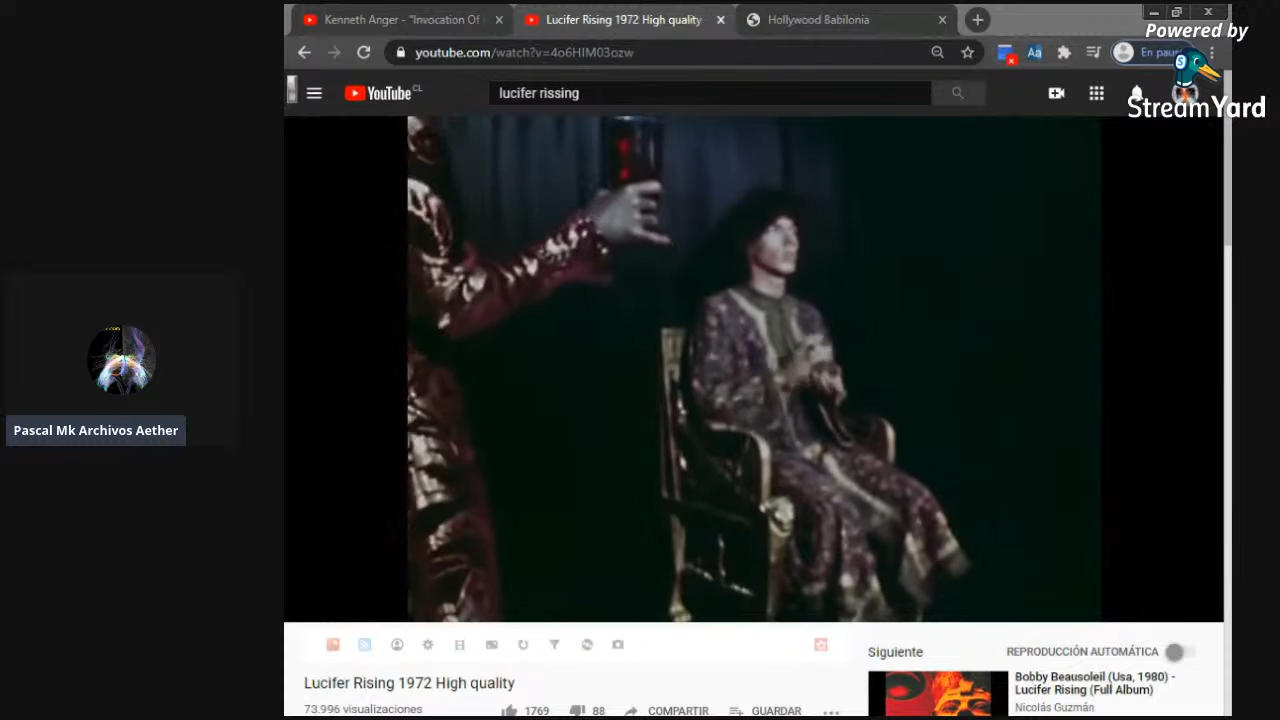 Kenneth Anger - "Invocation Of
Lucifer Rising 1972 High quality
Hollywood Babilonia
Powered by
StreamYard
youtube.com/watch?v=4o6HIM03ozw
Aa
En pau
YouTube CL
lucifer rissing
Pascal Mk Archivos Aether
Siguiente
REPRODUCCIÓN AUTOMÁTICA
Lucifer Rising 1972 High quality
73.996 visualizaciones
1769
88
COMPARTIR
GUARDAR
Bobby Beausoleil (Usa, 1980) -
Lucifer Rising (Full Album)
Nicolás Guzmán